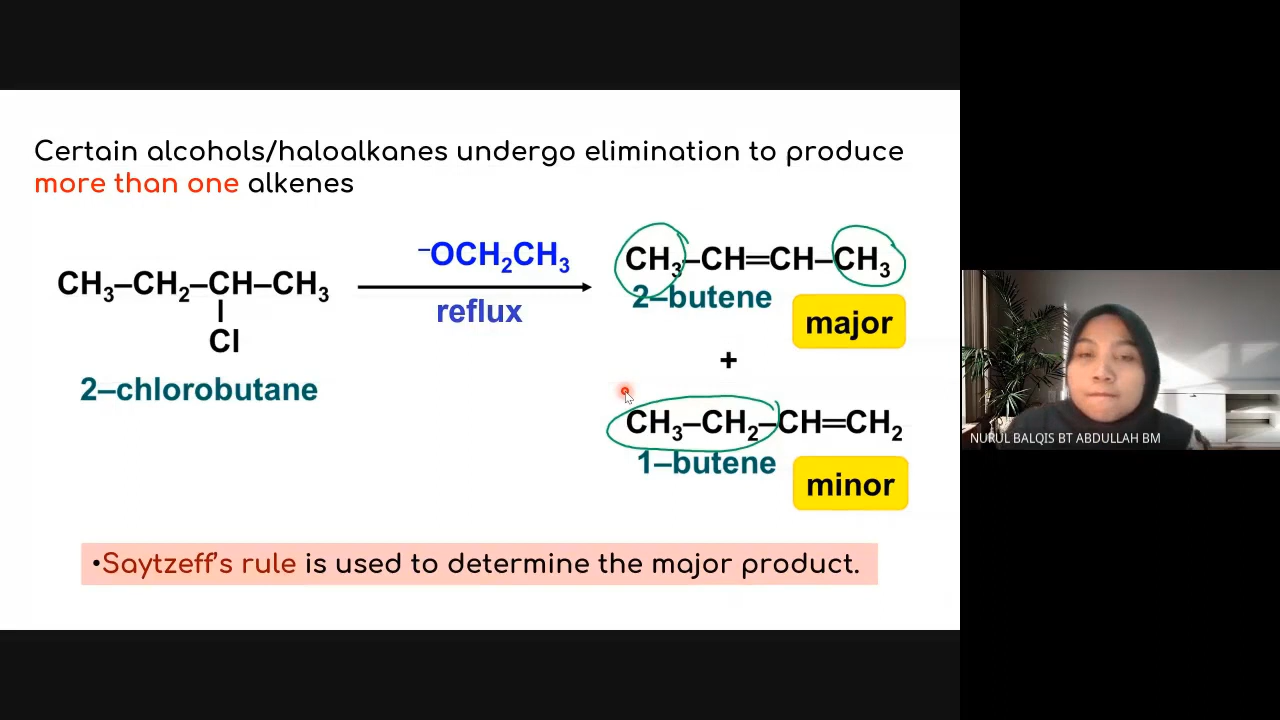 Certain alcohols/haloalkanes undergo elimination to produce
more than one alkenes
CH₃–CH₂–CH–CH₃
Cl
2–chlorobutane
⁻OCH₂CH₃
reflux
CH₃–CH=CH–CH₃
2–butene
major
+
CH₃–CH₂–CH=CH₂
1–butene
minor
•Saytzeff's rule is used to determine the major product.
NURUL BALQIS BT ABDULLAH BM